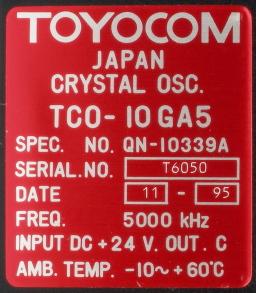 TOYOCOM
JAPAN
CRYSTAL OSC.
TCO-10GA5
SPEC. NO. QN-10339A
SERIAL.NO. T6050
DATE 11 - 95
FREQ. 5000 kHz
INPUT DC +24 V. OUT. C
AMB. TEMP. -10~+60°C